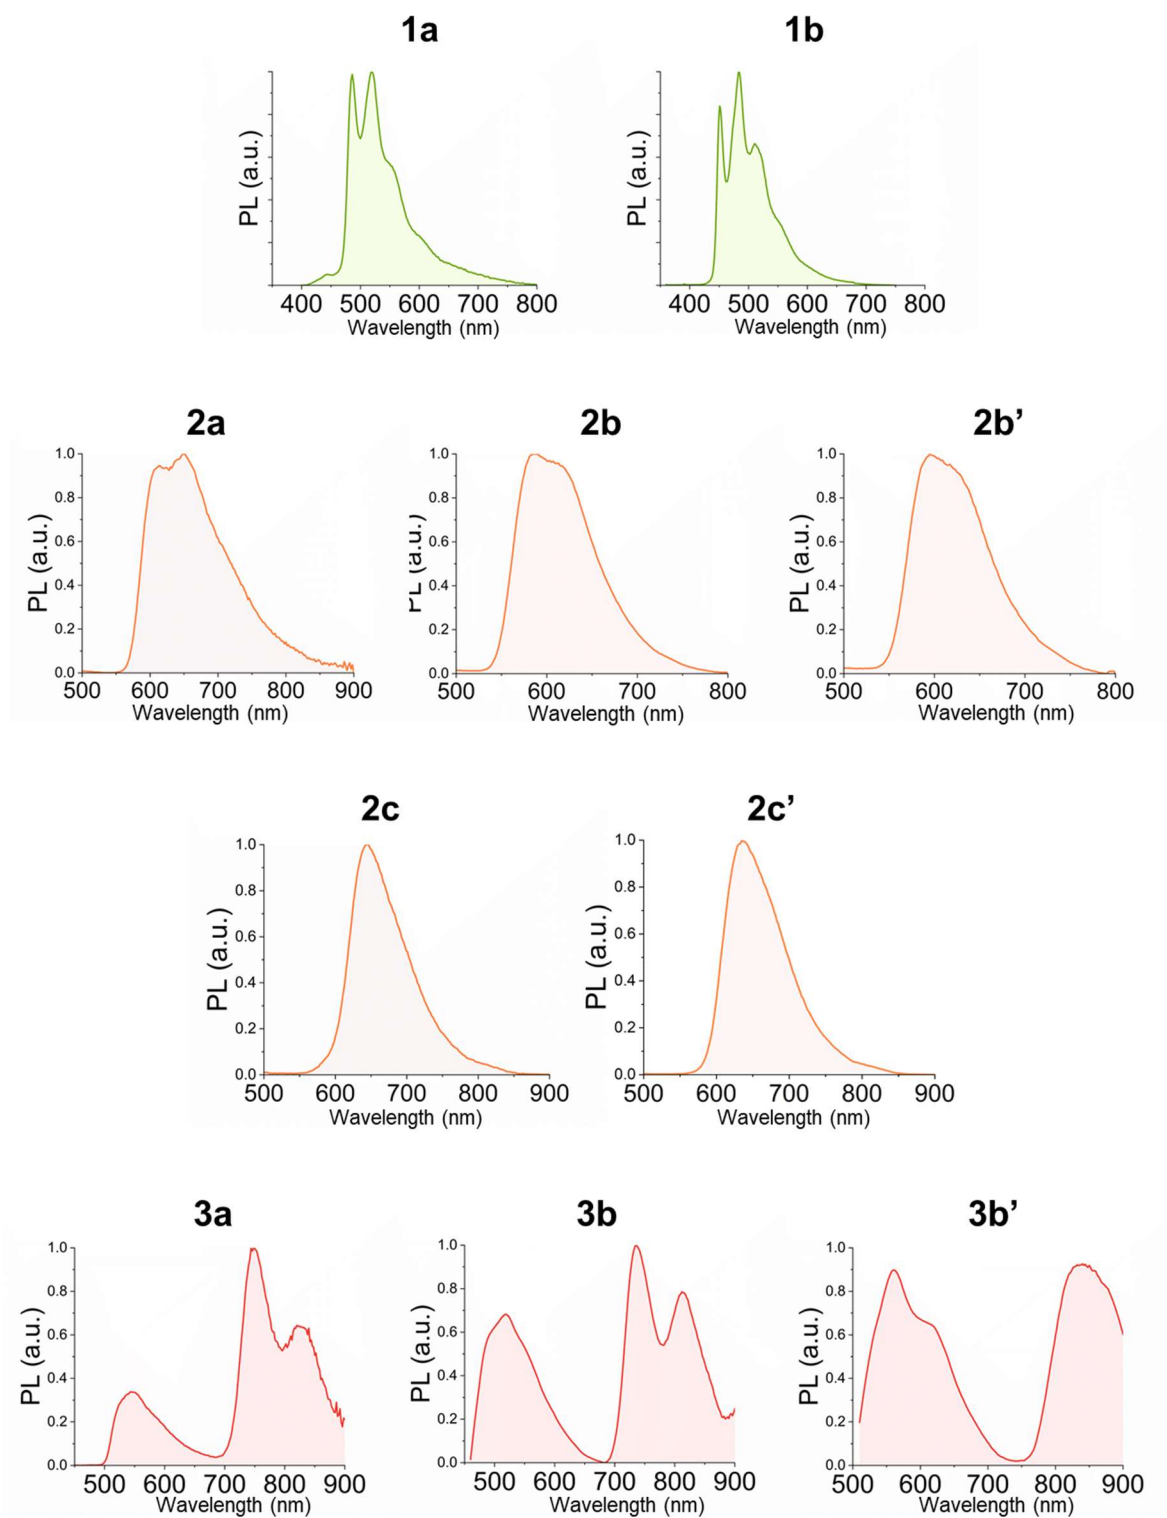 1a 1b
PL (a.u.) PL (a.u.)
400 500 600 700 800 400 500 600 700 800
Wavelength (nm) Wavelength (nm)
2a 2b 2b’
1.0 1.0 1.0
0.8 0.8 0.8
0.6 0.6 0.6
PL (a.u.) PL (a.u.) PL (a.u.)
0.4 0.4 0.4
0.2 0.2 0.2
0.0 0.0 0.0
500 600 700 800 900 500 600 700 800 500 600 700 800
Wavelength (nm) Wavelength (nm) Wavelength (nm)
2c 2c’
1.0 1.0
0.8 0.8
0.6 0.6
PL (a.u.) PL (a.u.)
0.4 0.4
0.2 0.2
0.0 0.0
500 600 700 800 900 500 600 700 800 900
Wavelength (nm) Wavelength (nm)
3a 3b 3b’
1.0 1.0 1.0
0.8 0.8 0.8
0.6 0.6 0.6
PL (a.u.) PL (a.u.) PL (a.u.)
0.4 0.4 0.4
0.2 0.2 0.2
0.0 0.0 0.0
500 600 700 800 900 500 600 700 800 900 500 600 700 800 900
Wavelength (nm) Wavelength (nm) Wavelength (nm)